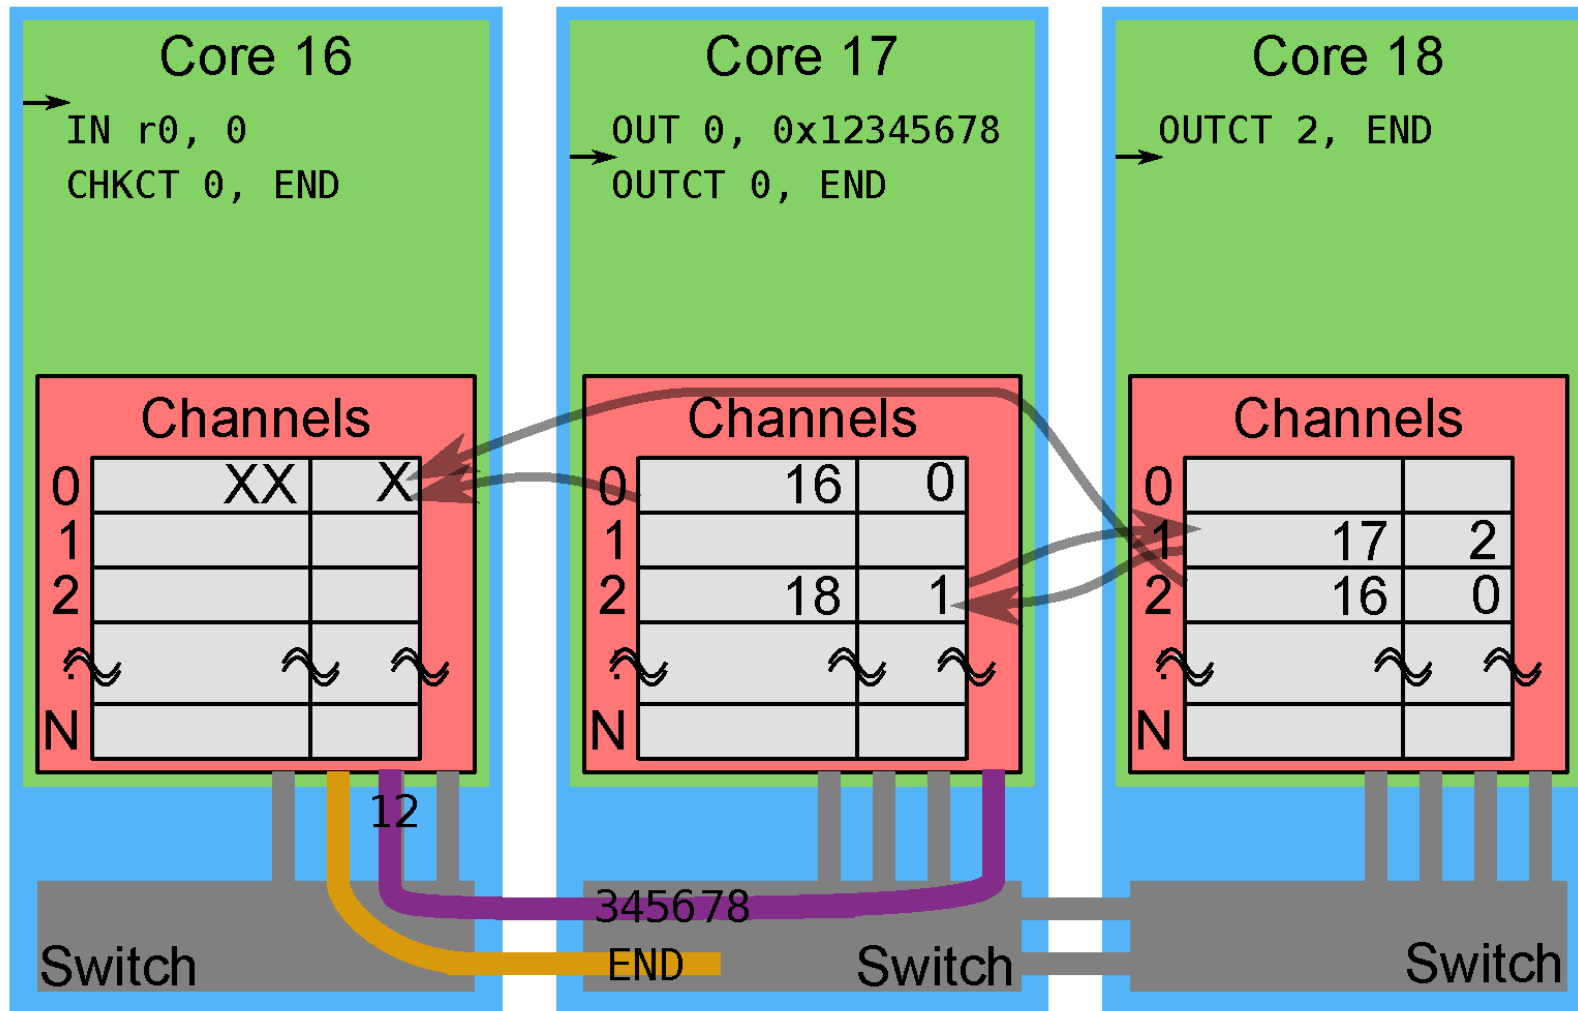 Core 16
IN r0, 0
CHKCT 0, END
Channels
0 XX X
1
2
:
N
12
Switch
Core 17
OUT 0, 0x12345678
OUTCT 0, END
Channels
0 16 0
1
2 18 1
:
N
345678
END
Switch
Core 18
OUTCT 2, END
Channels
0
1 17 2
2 16 0
:
N
Switch